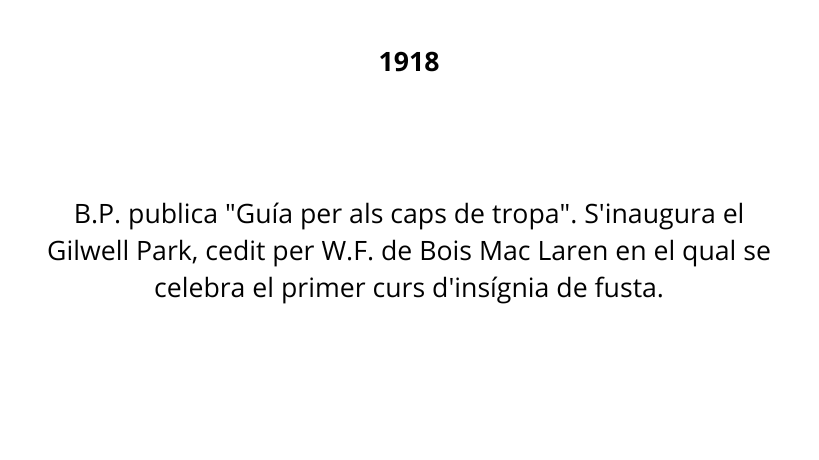 1918
B.P. publica "Guía per als caps de tropa". S'inaugura el
Gilwell Park, cedit per W.F. de Bois Mac Laren en el qual se
celebra el primer curs d'insígnia de fusta.